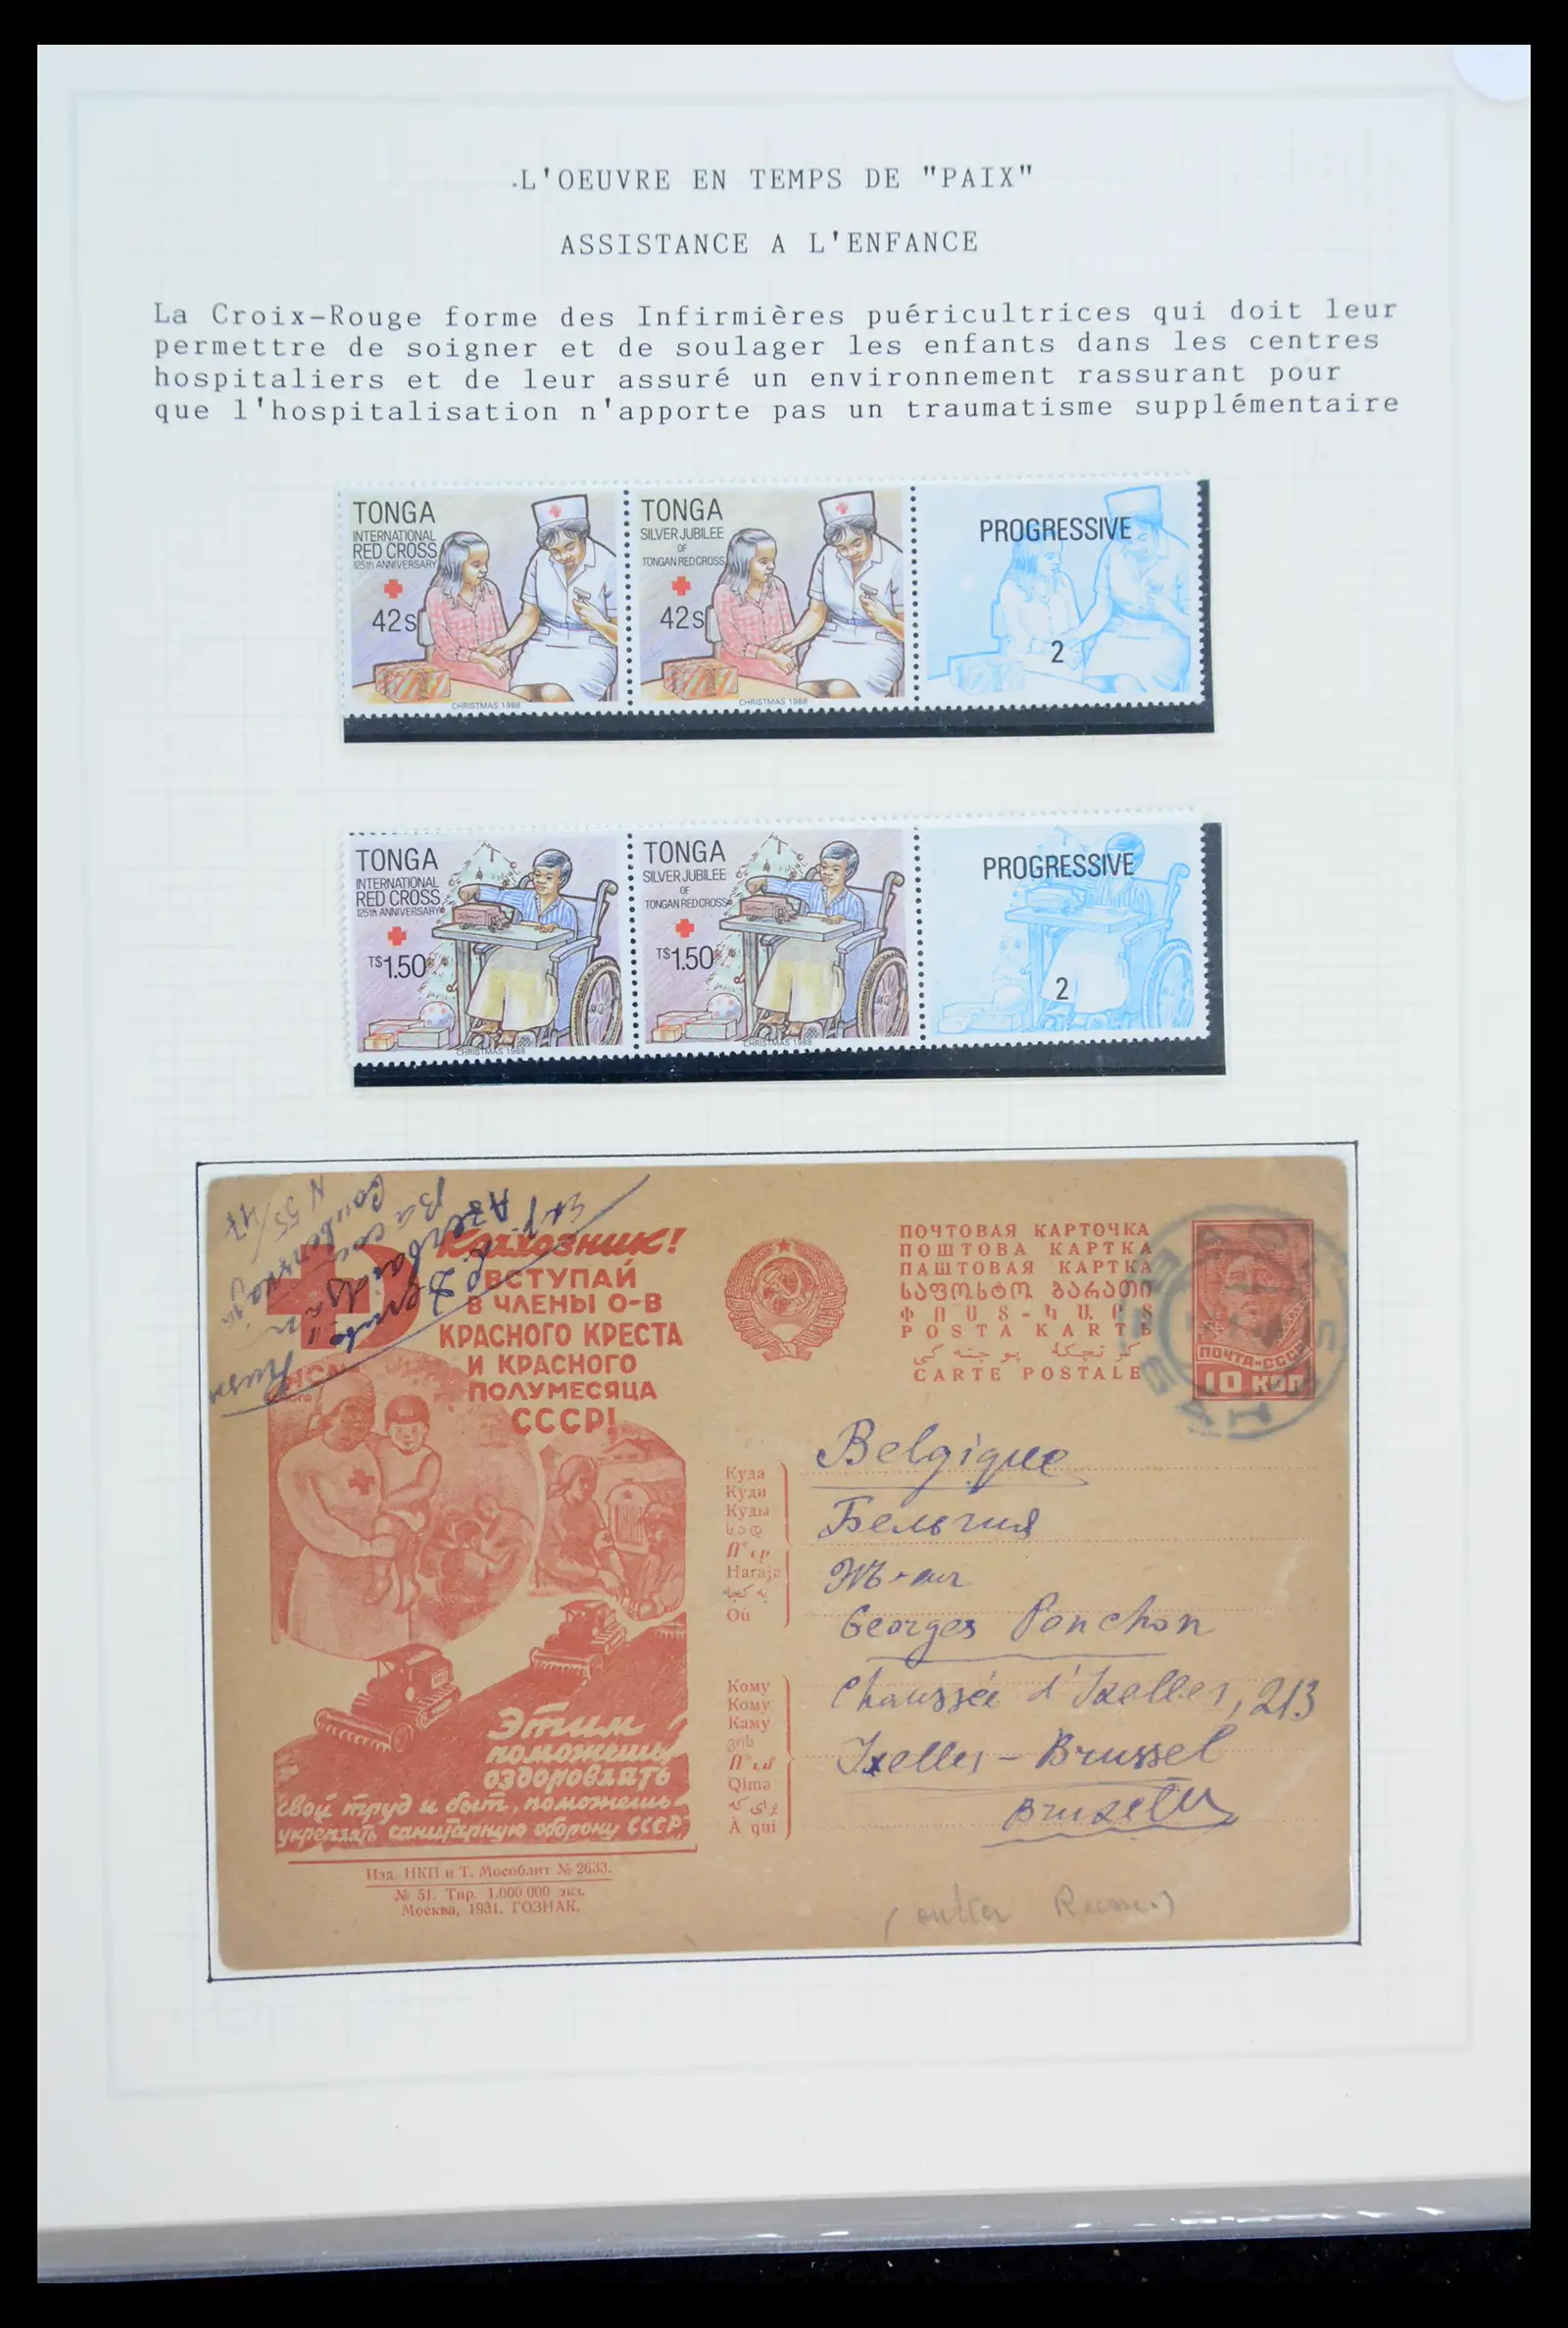 L'OEUVRE EN TEMPS DE "PAIX"
ASSISTANCE A L'ENFANCE
La Croix-Rouge forme des Infirmières puéricultrices qui doit leur
permettre de soigner et de soulager les enfants dans les centres
hospitaliers et de leur assuré un environnement rassurant pour
que l'hospitalisation n'apporte pas un traumatisme supplémentaire
TONGA
INTERNATIONAL
RED CROSS
125th ANNIVERSARY
42s
CHRISTMAS 1988
TONGA
SILVER JUBILEE
OF
TONGAN RED CROSS
42s
CHRISTMAS 1988
PROGRESSIVE
2
TONGA
INTERNATIONAL
RED CROSS
125th ANNIVERSARY
T$1.50
CHRISTMAS 1988
TONGA
SILVER JUBILEE
OF
TONGAN RED CROSS
T$1.50
CHRISTMAS 1988
PROGRESSIVE
2
N 55/47
Колхозник!
ВСТУПАЙ
В ЧЛЕНЫ О-В
КРАСНОГО КРЕСТА
И КРАСНОГО
ПОЛУМЕСЯЦА
СССР!
Этим
поможешь
оздоровлять
свой труд и быт, поможешь
укреплять санитарную оборону СССР
Изд. НКП и Т. Мособлит № 2633.
№ 51. Тир. 1.000.000 экз.
Москва, 1931. ГОЗНАК.
ПОЧТОВАЯ КАРТОЧКА
ПОШТОВА КАРТКА
ПАШТОВАЯ КАРТКА
ՓՈՍՏ-ԿԱՐՏ
POSTA KARTЬ
CARTE POSTALE
ПОЧТА-СССР
10 КОП
Куда
Куди
Куды
Haraja
Où
Belgique
Бельгия
Georges Ponchon
Кому
Кому
Каму
Qimə
À qui
Chaussée d'Ixelles, 213
Ixelles - Brussel